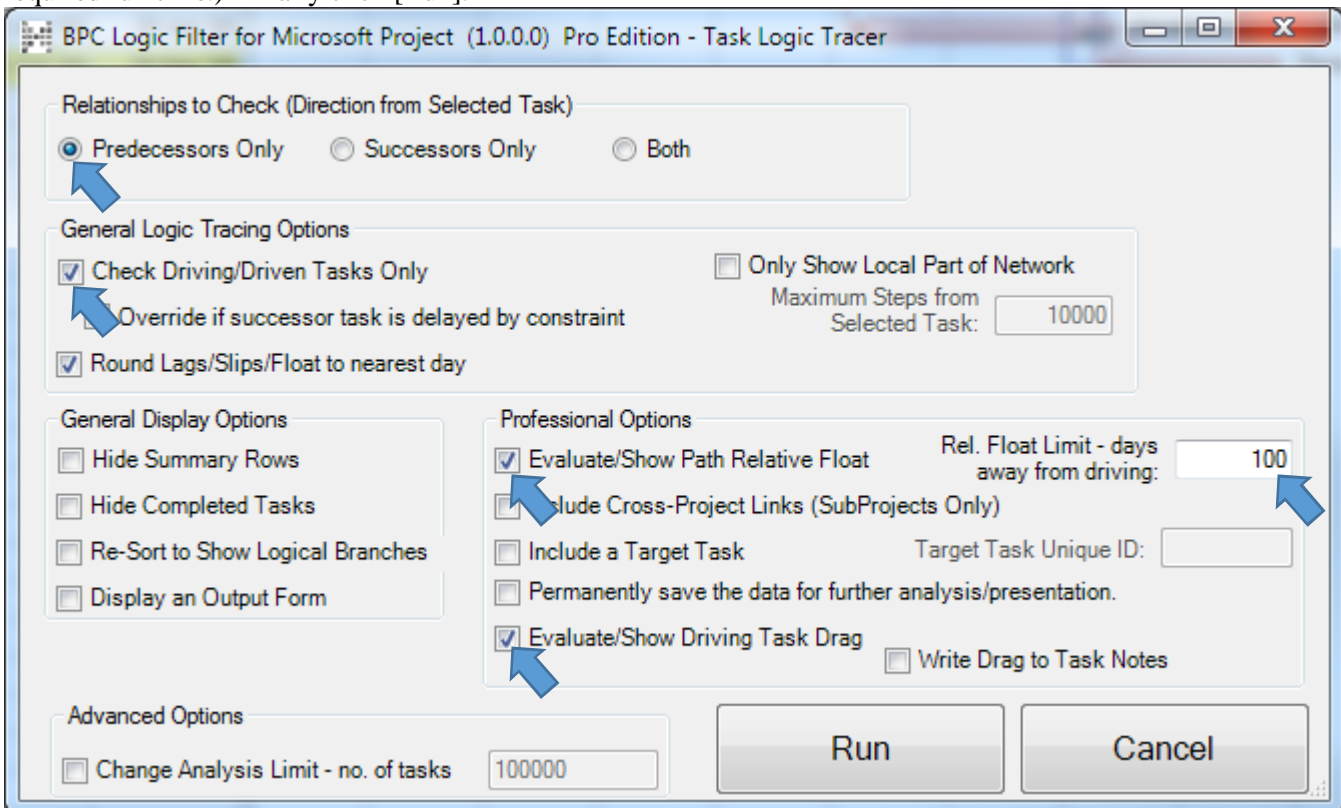 BPC Logic Filter for Microsoft Project (1.0.0.0) Pro Edition - Task Logic Tracer
Relationships to Check (Direction from Selected Task)
Predecessors Only Successors Only Both
General Logic Tracing Options
Check Driving/Driven Tasks Only
Override if successor task is delayed by constraint
Round Lags/Slips/Float to nearest day
Only Show Local Part of Network
Maximum Steps from
Selected Task: 10000
General Display Options
Hide Summary Rows
Hide Completed Tasks
Re-Sort to Show Logical Branches
Display an Output Form
Professional Options
Evaluate/Show Path Relative Float
Rel. Float Limit - days
away from driving: 100
Cross-Project Links (SubProjects Only)
Include a Target Task Target Task Unique ID:
Permanently save the data for further analysis/presentation.
Evaluate/Show Driving Task Drag
Write Drag to Task Notes
Advanced Options
Change Analysis Limit - no. of tasks 100000
Run
Cancel